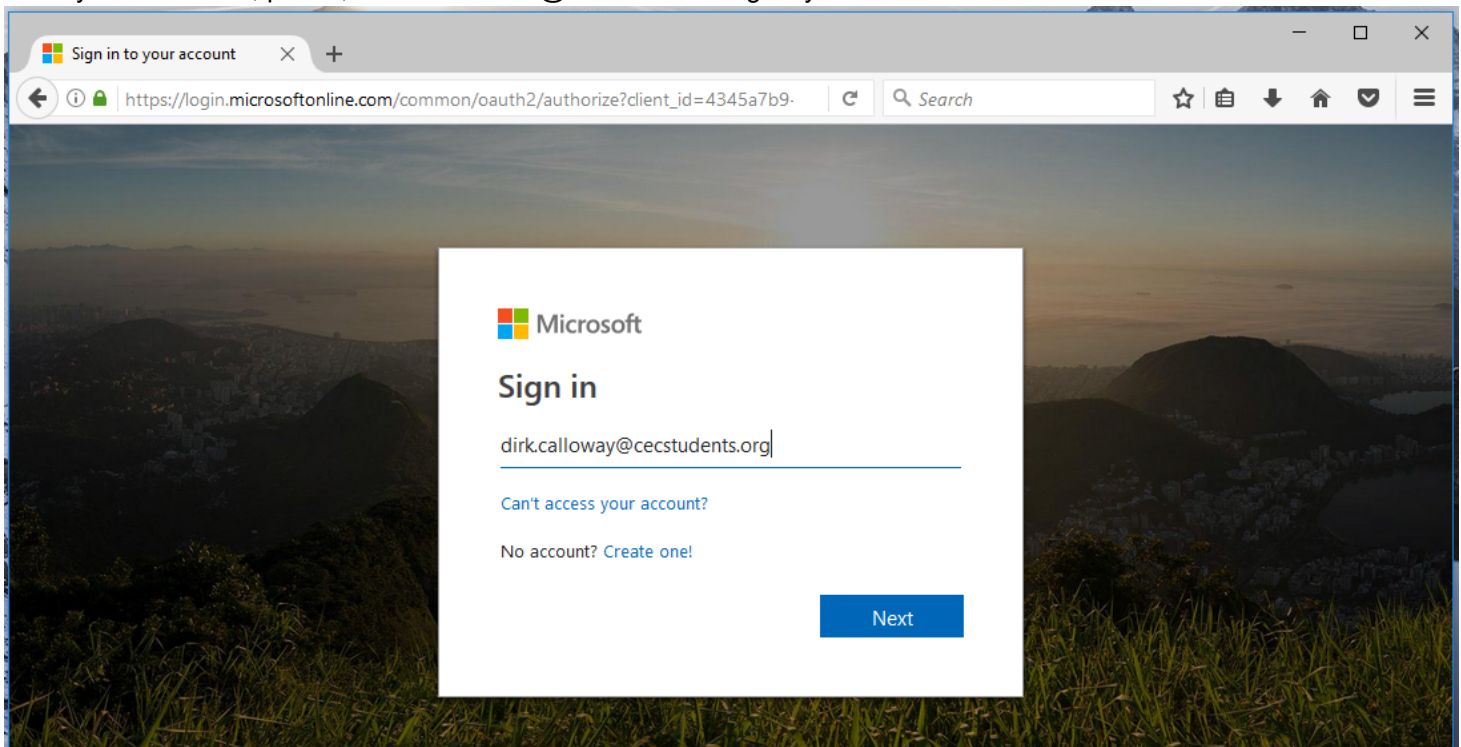 Sign in to your account
https://login.microsoftonline.com/common/oauth2/authorize?client_id=4345a7b9-
Search
Microsoft
Sign in
dirk.calloway@cecstudents.org
Can't access your account?
No account? Create one!
Next